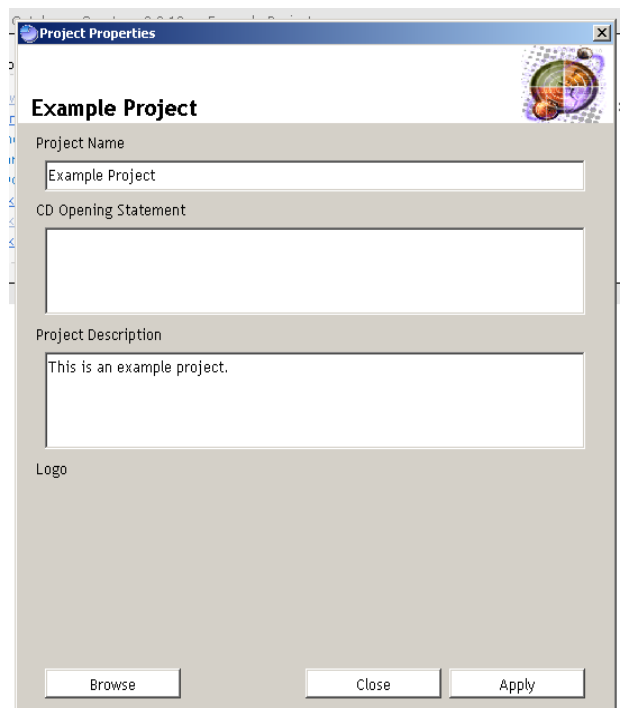 Project Properties
Example Project
Project Name
Example Project
CD Opening Statement
Project Description
This is an example project.
Logo
Browse
Close
Apply